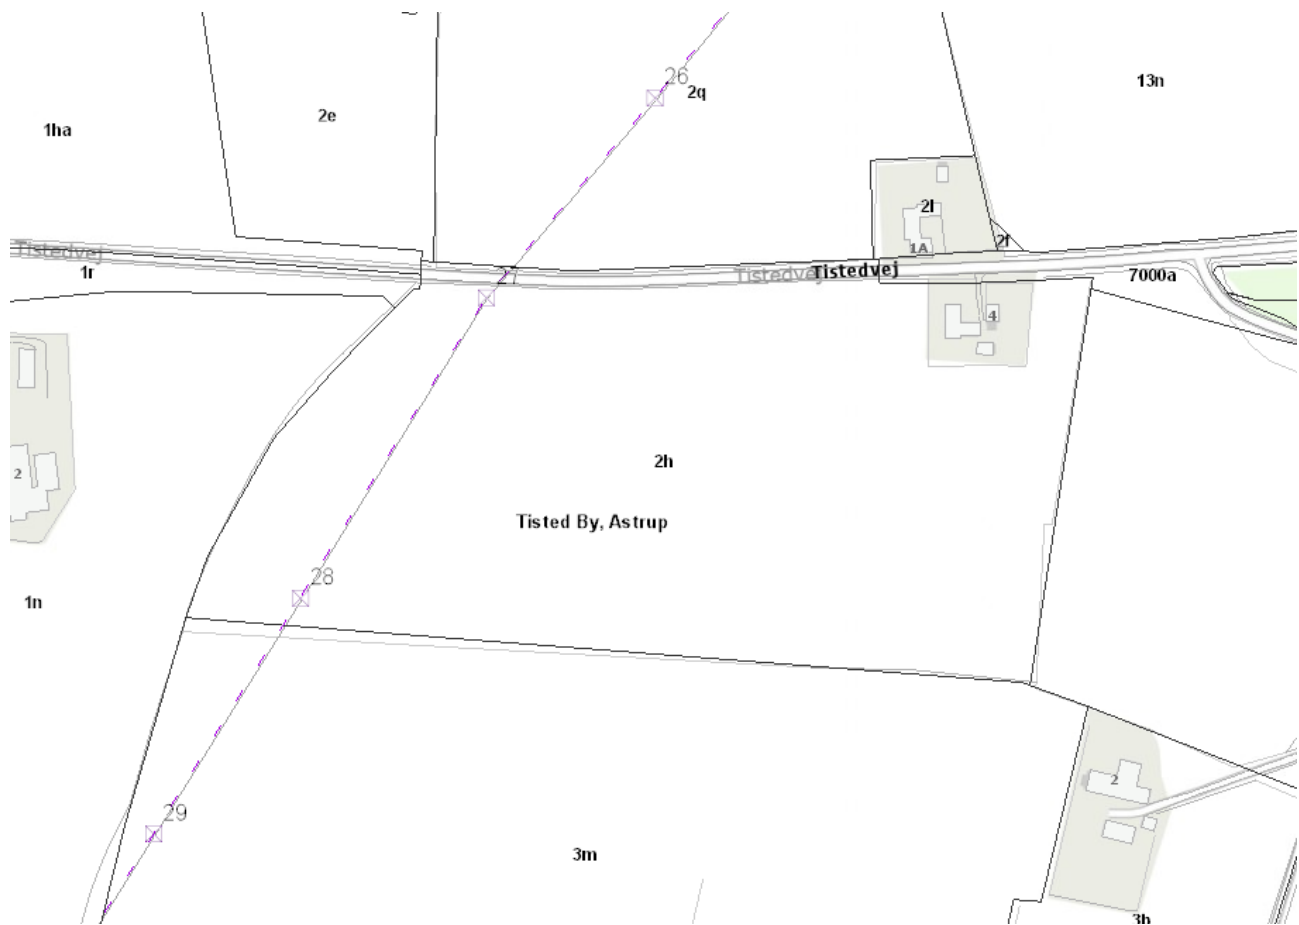 26
2q
13n
2e
1ha
2l
1A
2f
Tistedvej
1r
27
Tistedvej
Tistedvej
7000a
4
2h
2
Tisted By, Astrup
28
1n
29
2
3m
3b